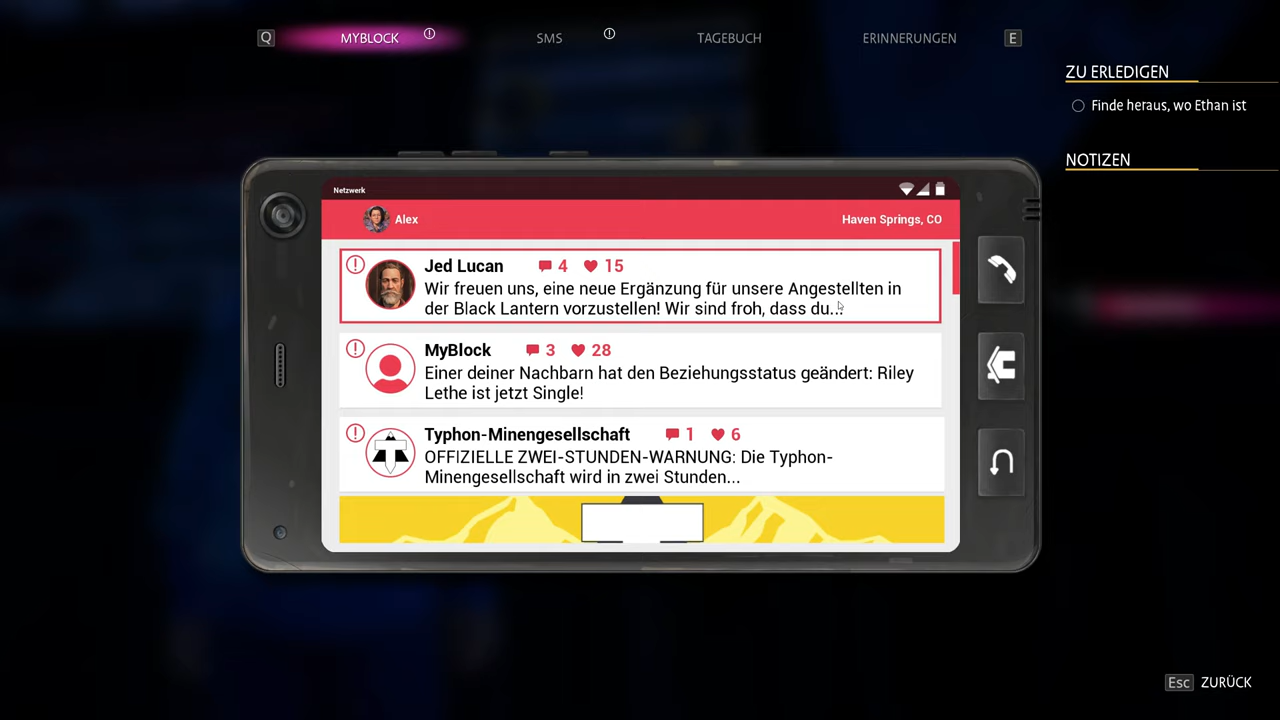 Q MYBLOCK SMS TAGEBUCH ERINNERUNGEN E
ZU ERLEDIGEN
Finde heraus, wo Ethan ist
NOTIZEN
Netzwerk
Alex Haven Springs, CO
Jed Lucan 4 15
Wir freuen uns, eine neue Ergänzung für unsere Angestellten in
der Black Lantern vorzustellen! Wir sind froh, dass du...
MyBlock 3 28
Einer deiner Nachbarn hat den Beziehungsstatus geändert: Riley
Lethe ist jetzt Single!
Typhon-Minengesellschaft 1 6
OFFIZIELLE ZWEI-STUNDEN-WARNUNG: Die Typhon-
Minengesellschaft wird in zwei Stunden...
Esc ZURÜCK